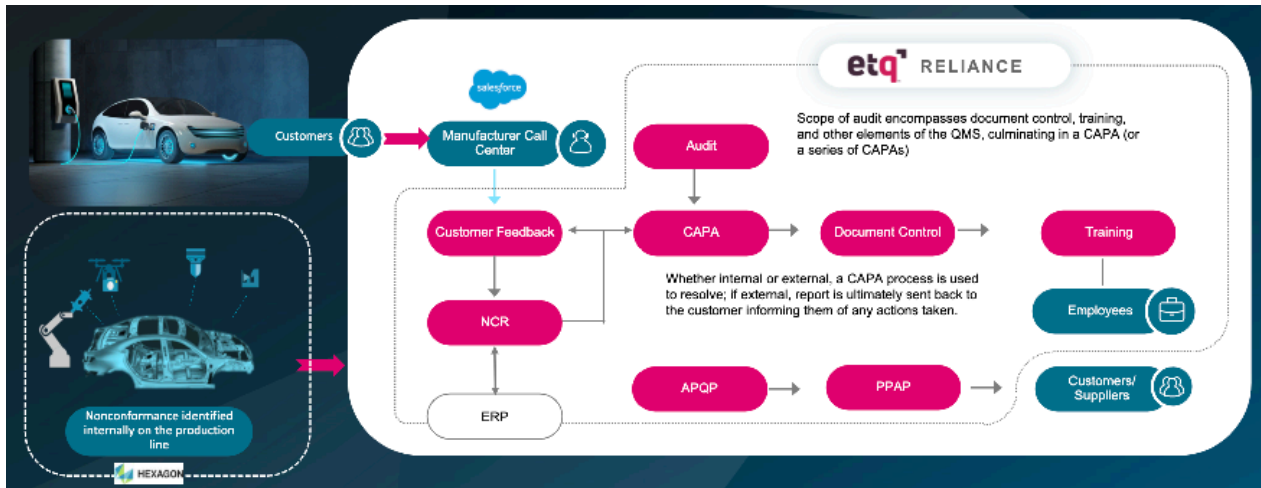 etq RELIANCE
salesforce
Customers
Manufacturer Call
Center
Audit
Scope of audit encompasses document control, training,
and other elements of the QMS, culminating in a CAPA (or
a series of CAPAs)
Customer Feedback
CAPA
Document Control
Training
Whether internal or external, a CAPA process is used
to resolve; if external, report is ultimately sent back to
the customer informing them of any actions taken.
NCR
Employees
APQP
PPAP
Customers/
Suppliers
ERP
Nonconformance identified
internally on the production
line
HEXAGON